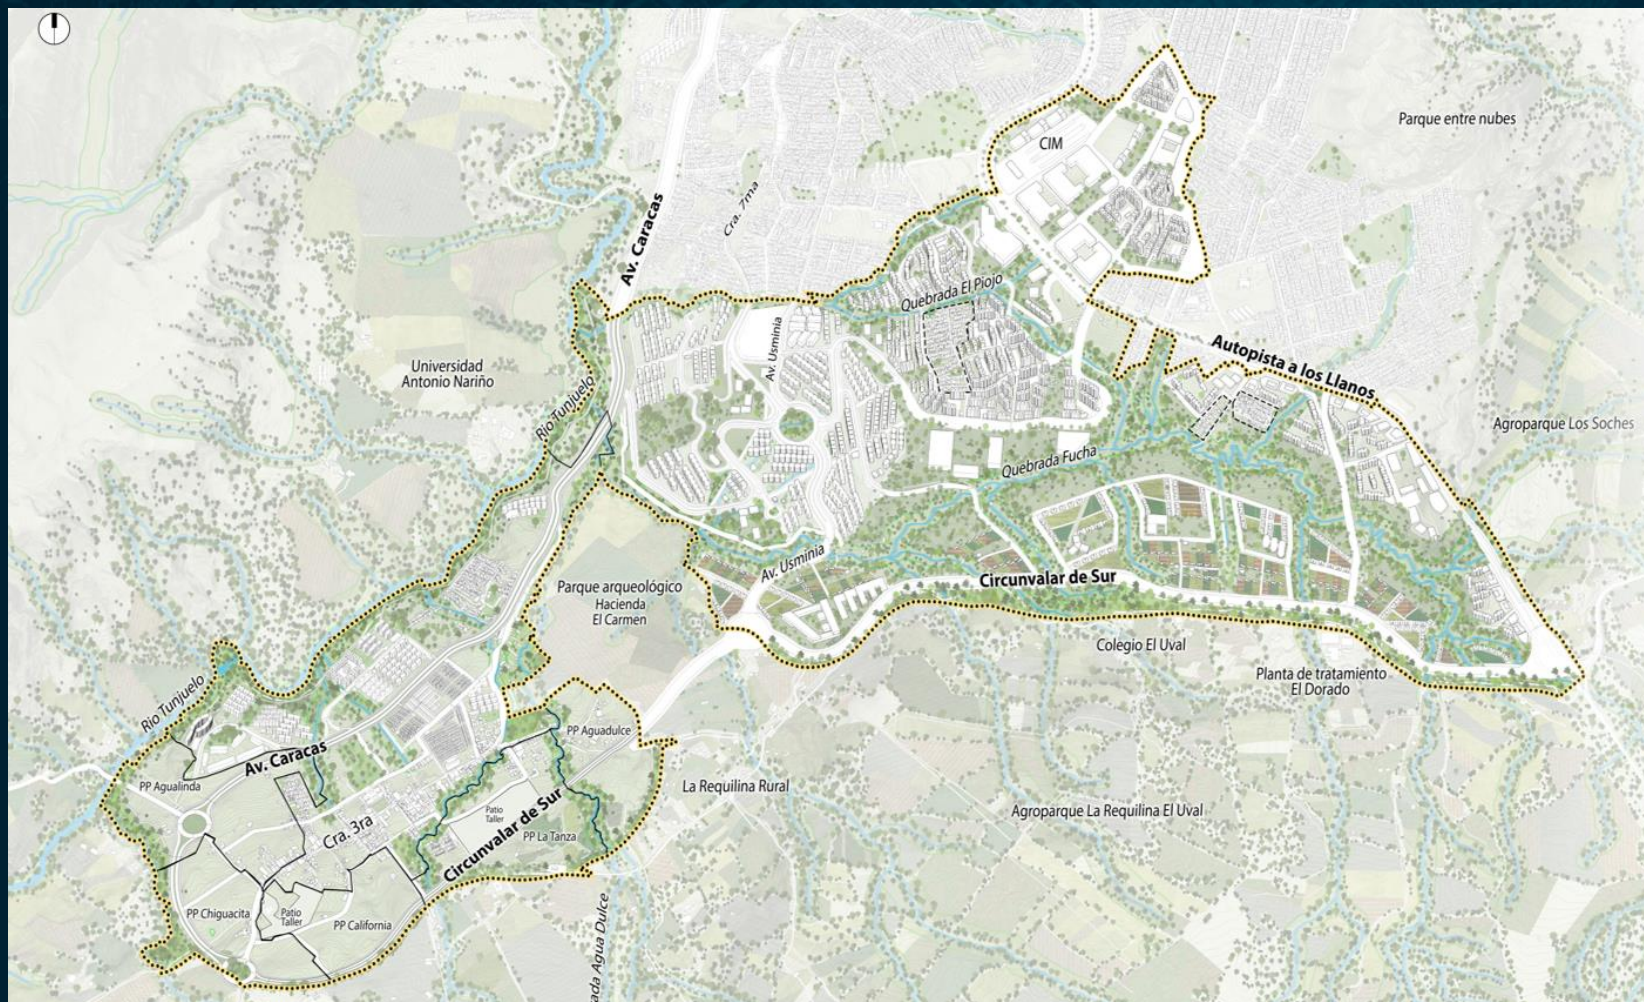 Parque entre nubes
CIM
Av. Caracas
Cra. 7ma
Quebrada El Piojo
Av. Usminia
Autopista a los Llanos
Universidad
Antonio Nariño
Rio Tunjuelo
Agroparque Los Soches
Quebrada Fucha
Av. Usminia
Circunvalar de Sur
Parque arqueológico
Hacienda
El Carmen
Colegio El Uval
Planta de tratamiento
El Dorado
Rio Tunjuelo
PP Aguadulce
Av. Caracas
PP Agualinda
La Requilina Rural
Agroparque La Requilina El Uval
Patio
Taller
Cra. 3ra
PP La Tanza
Circunvalar de Sur
PP Chiguacita
Patio
Taller
PP California
Agua Dulce